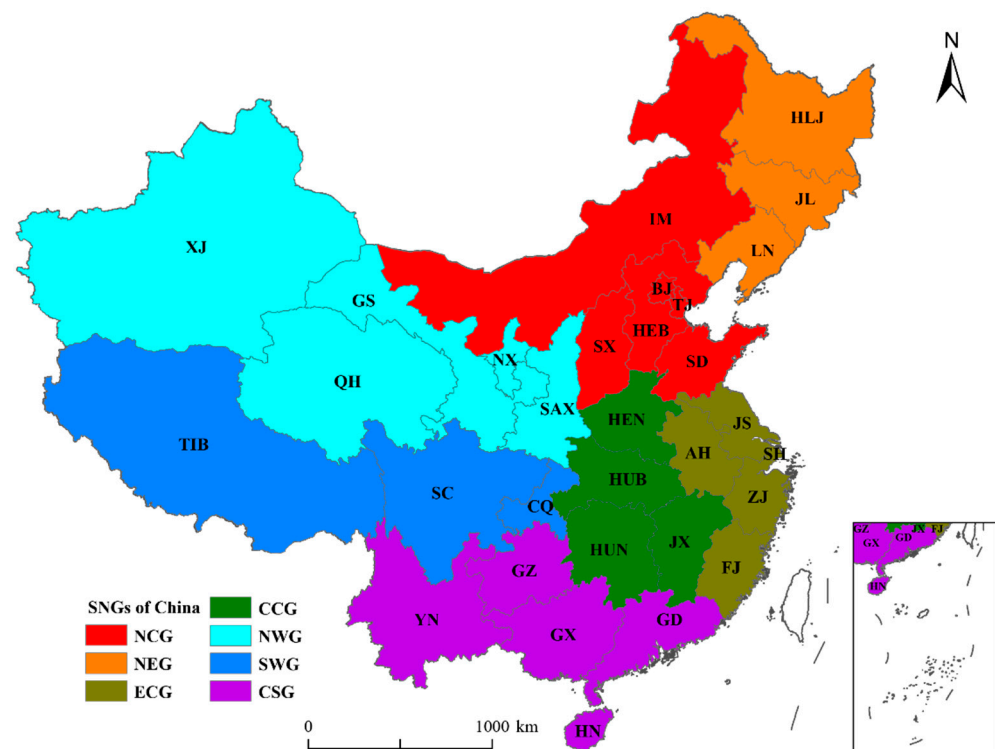 N
HLJ
JL
IM
LN
XJ
BJ
GS
TJ
HEB
SX
NX
SD
QH
SAX
HEN
JS
TIB
AH
SH
HUB
SC
ZJ
CQ
JX
HUN
GZ
FJ
YN
GX
GD
HN
GZ
JX
FJ
GX
GD
HN
SNGs of China
NCG
NEG
ECG
CCG
NWG
SWG
CSG
0 1000 km